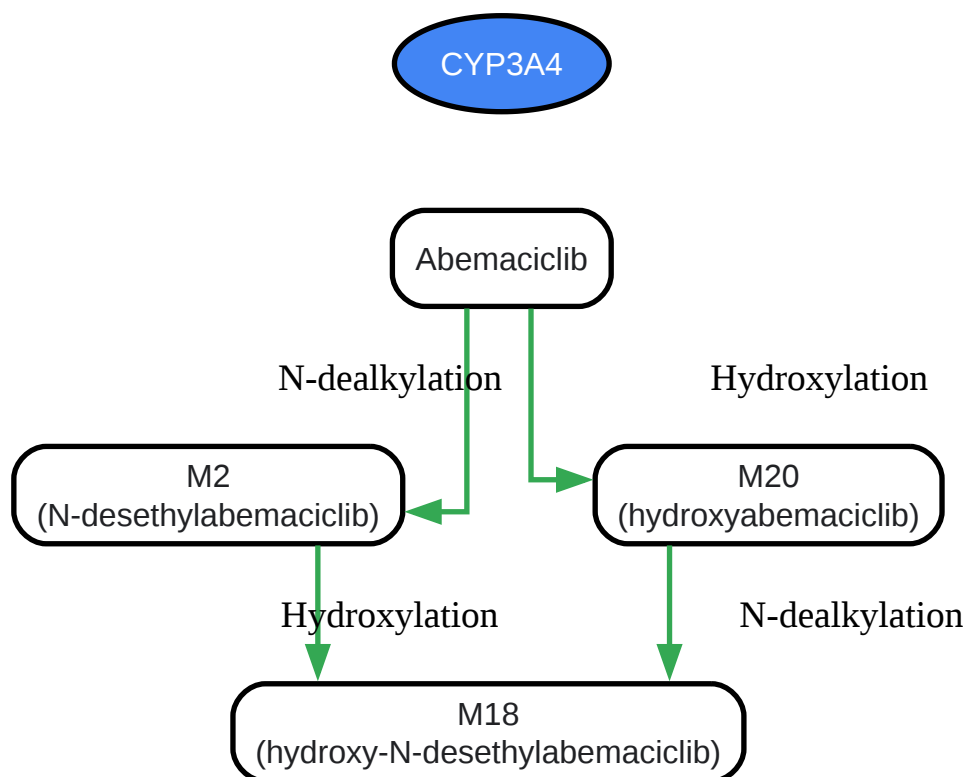 CYP3A4
Abemaciclib
N-dealkylation
Hydroxylation
M2
(N-desethylabemaciclib)
M20
(hydroxyabemaciclib)
Hydroxylation
N-dealkylation
M18
(hydroxy-N-desethylabemaciclib)